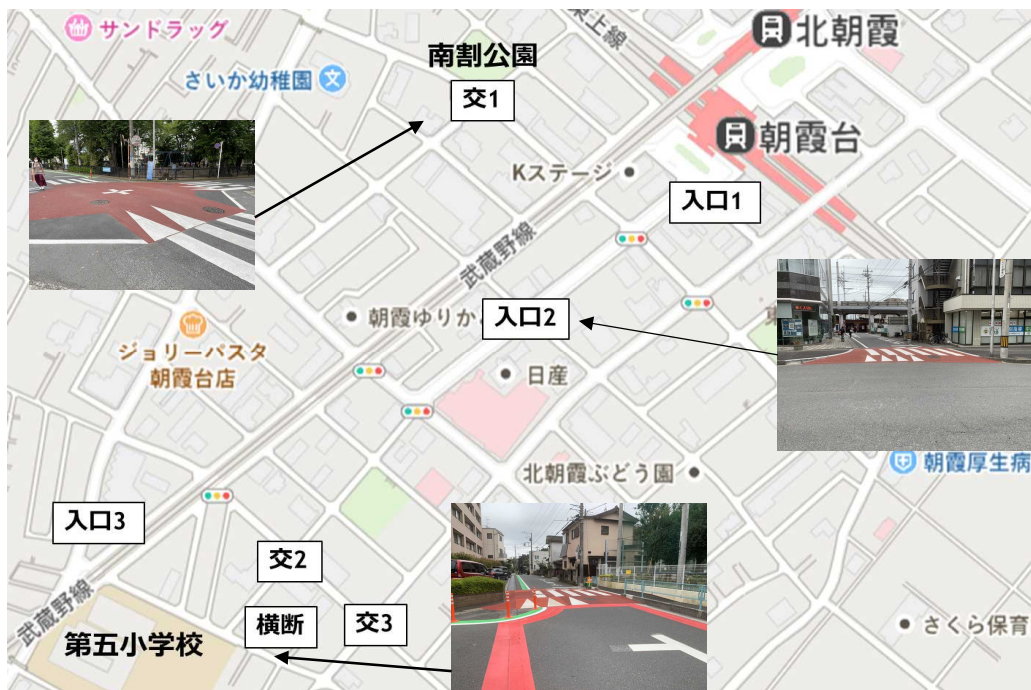 サンドラッグ
さいか幼稚園
南割公園
交1
東上線
北朝霞
朝霞台
Kステージ
入口1
武蔵野線
朝霞ゆりか
入口2
ジョリーパスタ
朝霞台店
日産
北朝霞ぶどう園
朝霞厚生病
入口3
交2
武蔵野線
第五小学校
横断
交3
さくら保育